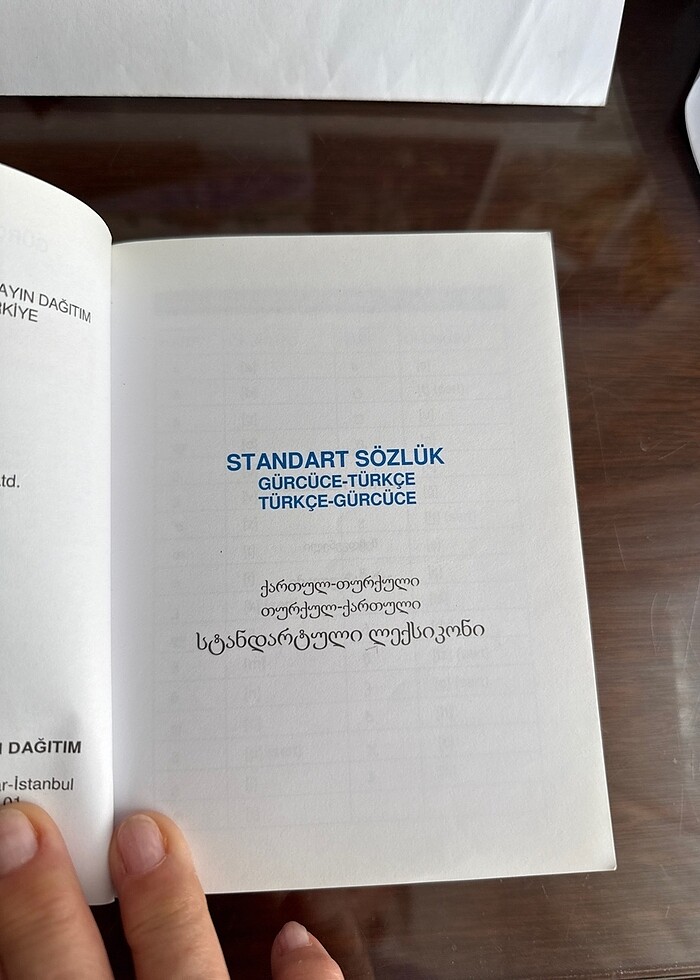 AYIN DAĞITIM
RKİYE
td.
DAĞITIM
r-İstanbul
STANDART SÖZLÜK
GÜRCÜCE-TÜRKÇE
TÜRKÇE-GÜRCÜCE
ქართულ-თურქული
თურქულ-ქართული
სტანდარტული ლექსიკონი